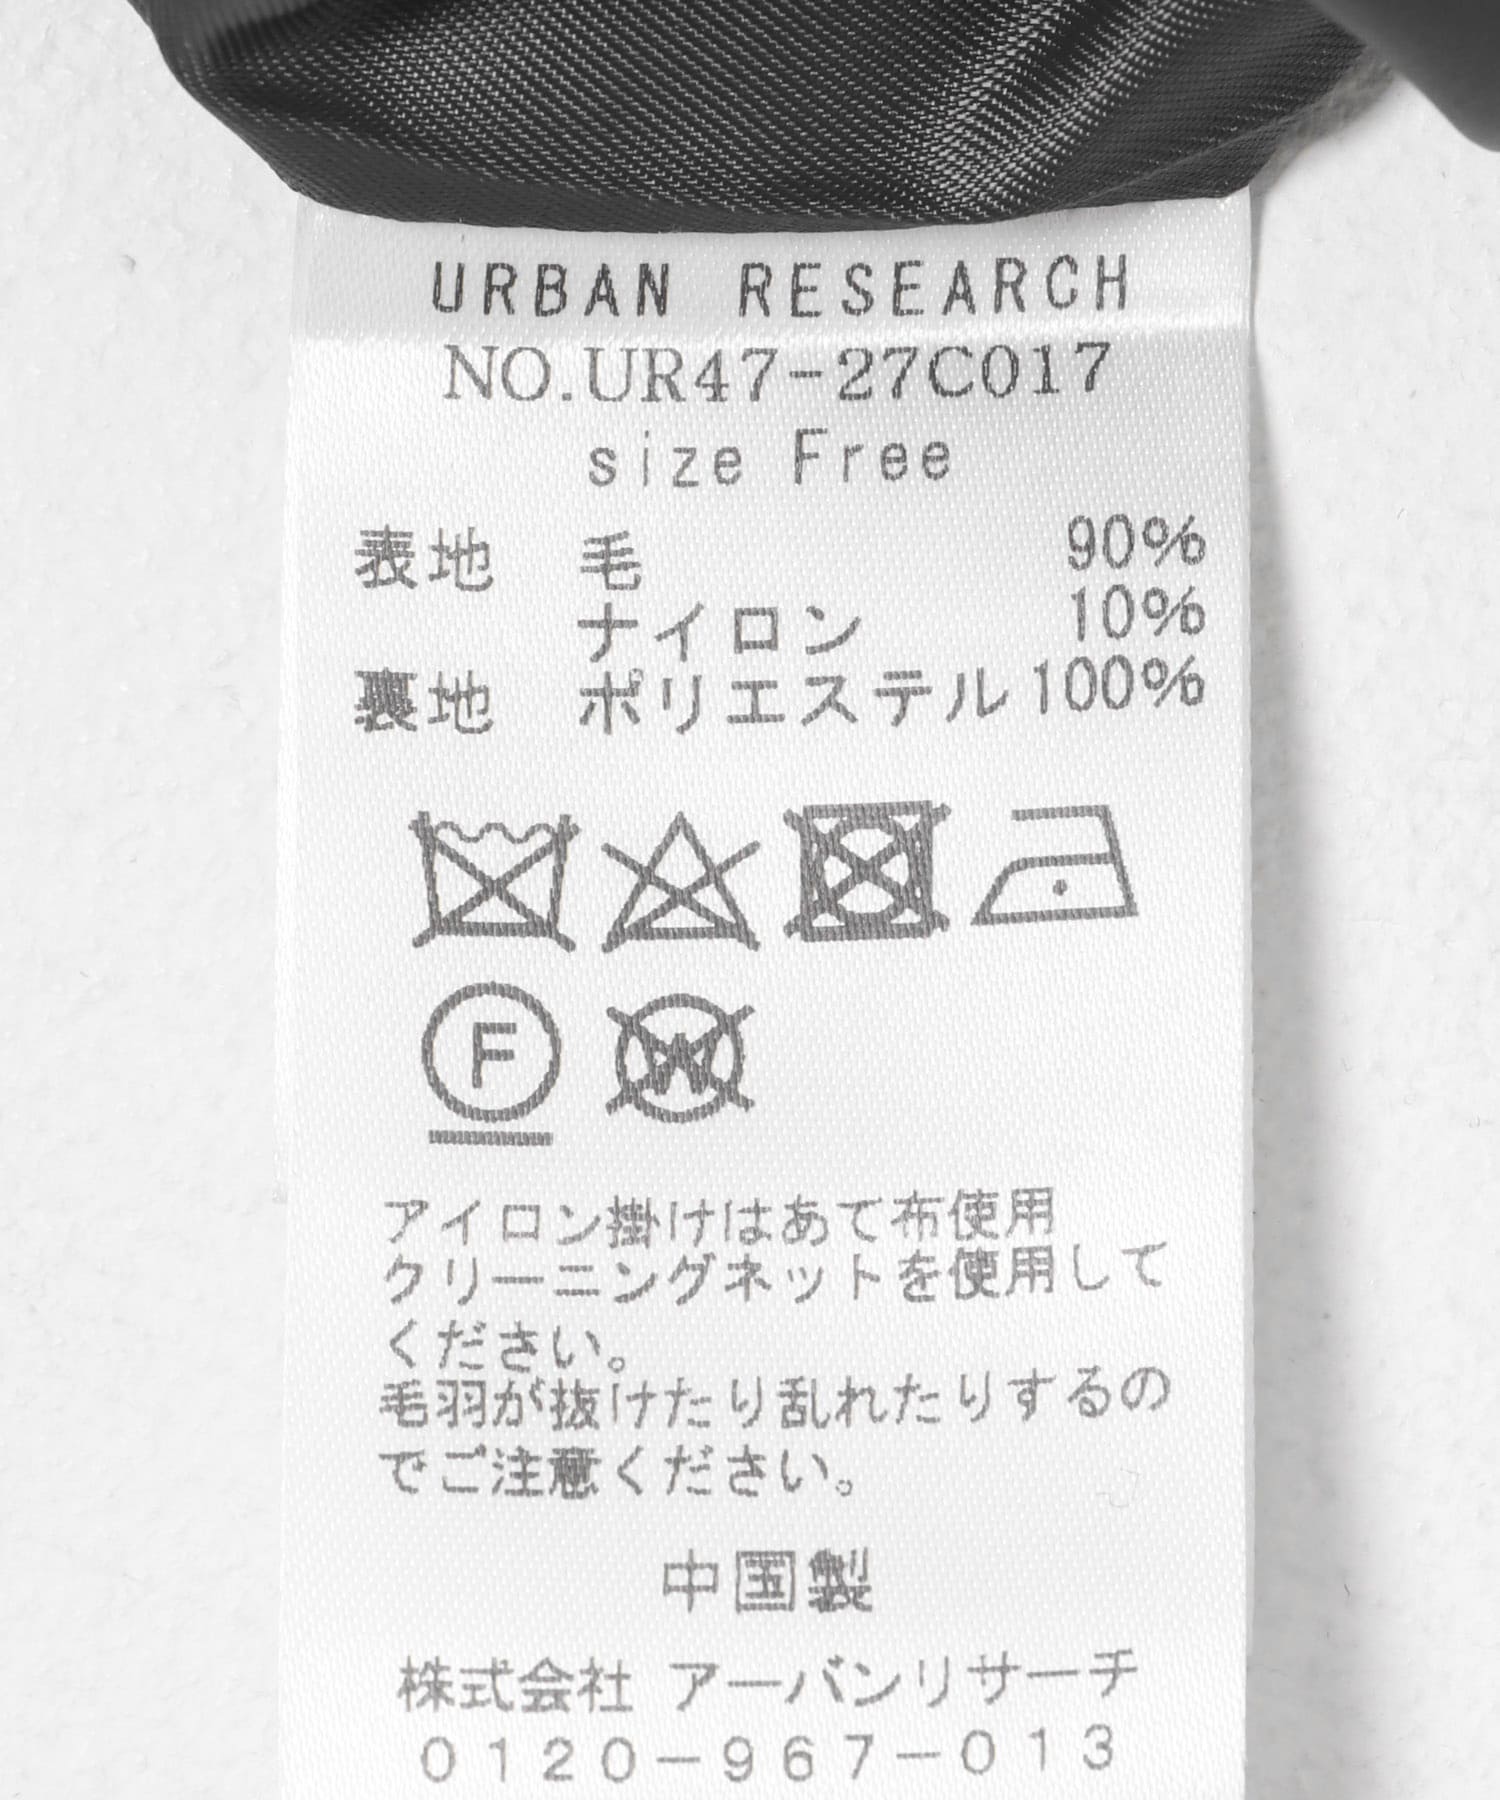 URBAN RESEARCH
NO.UR47-27C017
size Free
表地 毛 90%
ナイロン 10%
裏地 ポリエステル 100%
F
W
アイロン掛けはあて布使用
クリーニングネットを使用して
ください。
毛羽が抜けたり乱れたりするの
でご注意ください。
中国製
株式会社 アーバンリサーチ
0120-967-013